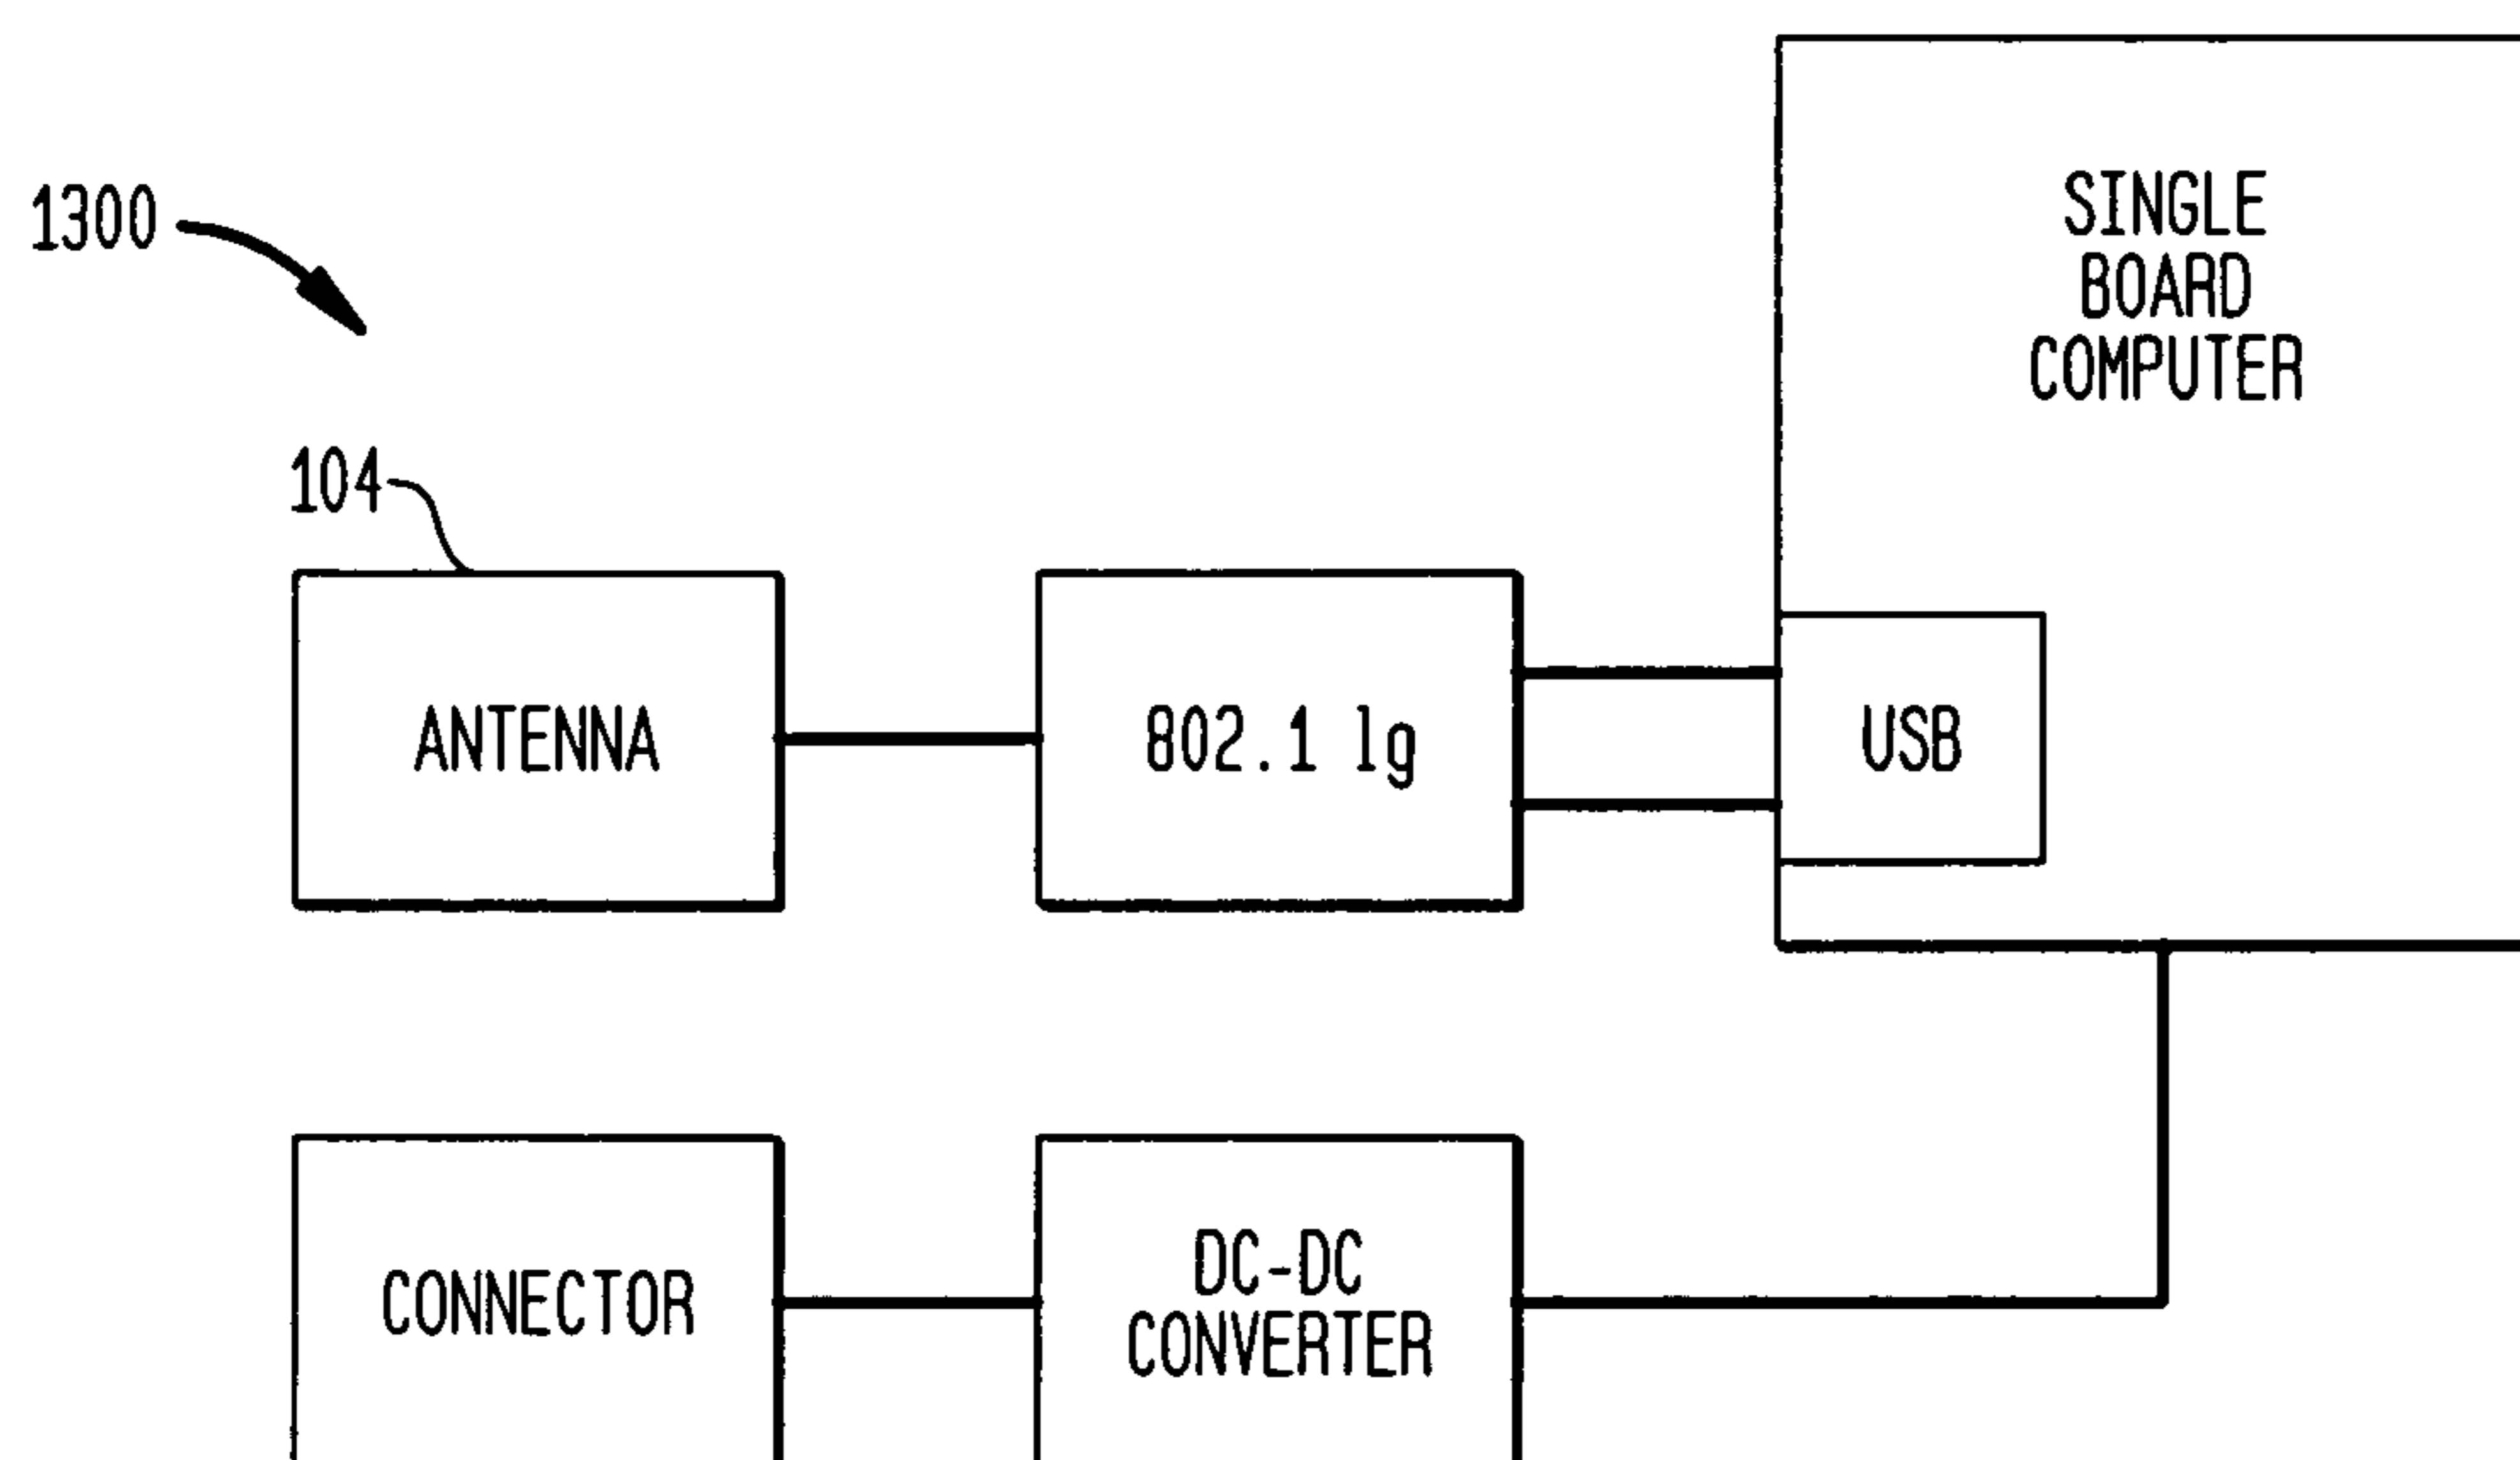 1300
SINGLE
BOARD
COMPUTER
104
ANTENNA
802.1 lg
USB
CONNECTOR
DC-DC
CONVERTER